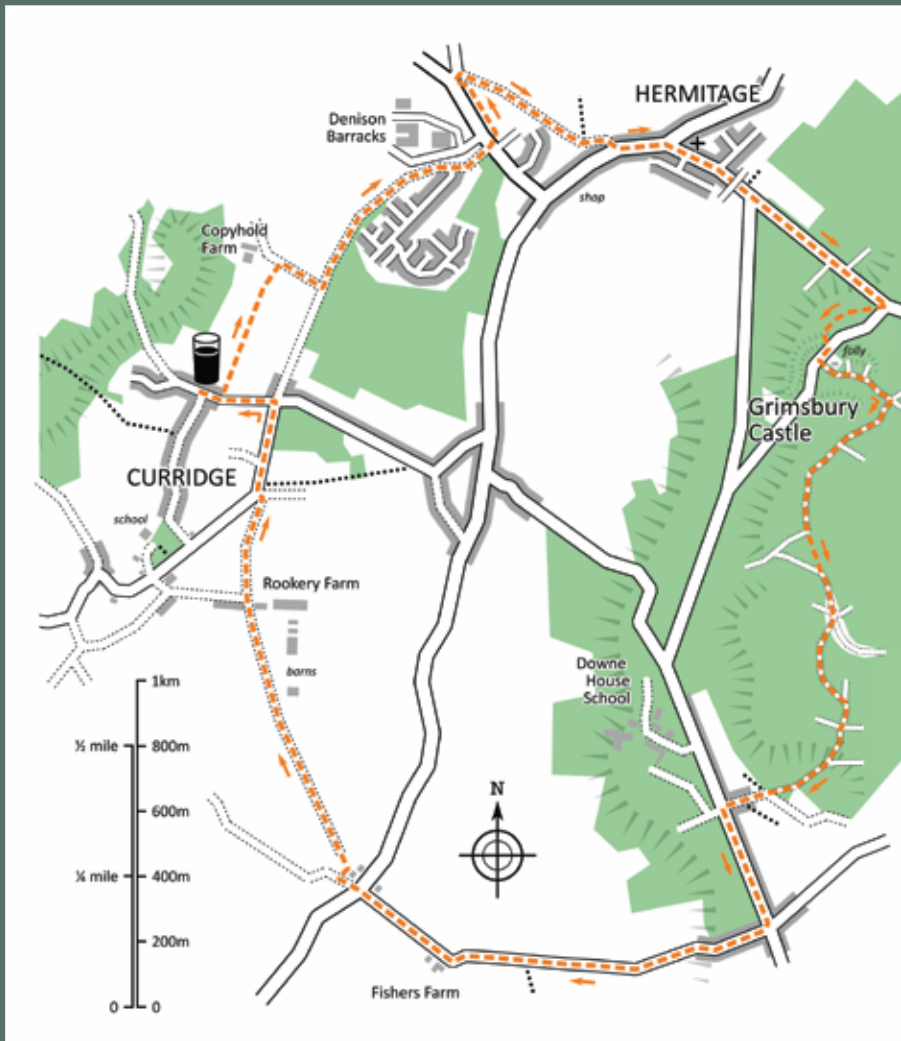 HERMITAGE
Denison
Barracks
shop
Copyhold
Farm
folly
Grimsbury
Castle
CURRIDGE
school
Rookery Farm
barns
Downe
House
School
1km
½ mile
800m
600m
N
¼ mile
400m
200m
0
0
Fishers Farm